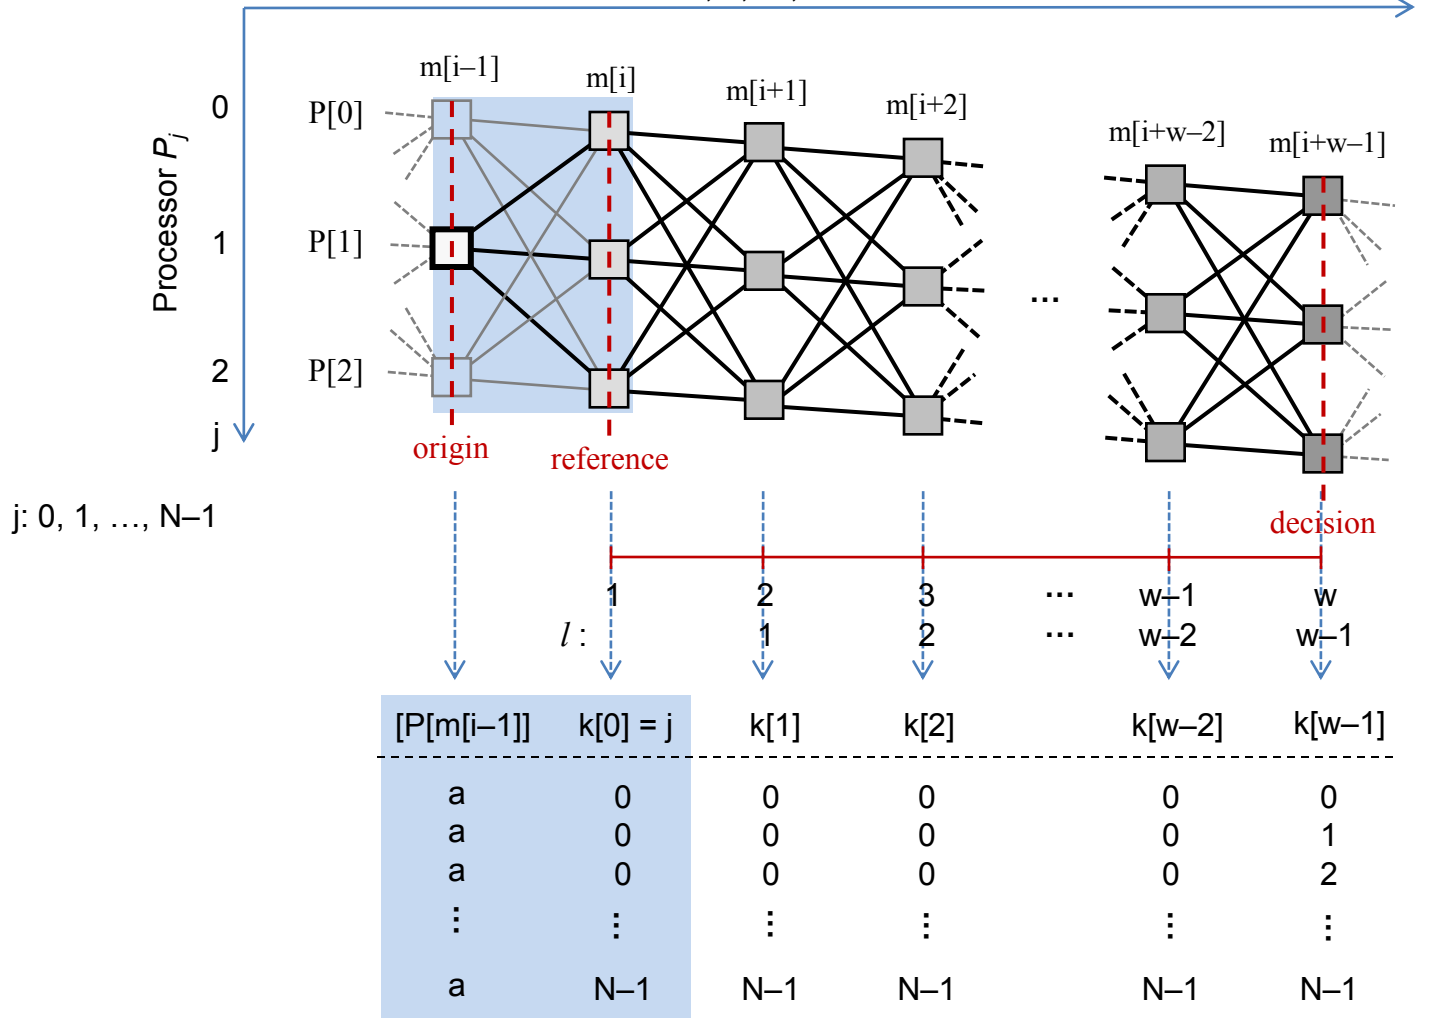 m[i–1]
m[i]
m[i+1]
m[i+2]
m[i+w–2]
m[i+w–1]
Processor Pj
0
1
2
j
P[0]
P[1]
P[2]
...
origin
reference
decision
j: 0, 1, …, N–1
1 2 3 ... w–1 w
l : 1 2 ... w–2 w–1
[P[m[i–1]] k[0] = j k[1] k[2] k[w–2] k[w–1]
a 0 0 0 0 0
a 0 0 0 0 1
a 0 0 0 0 2
⋮ ⋮ ⋮ ⋮ ⋮ ⋮
a N–1 N–1 N–1 N–1 N–1